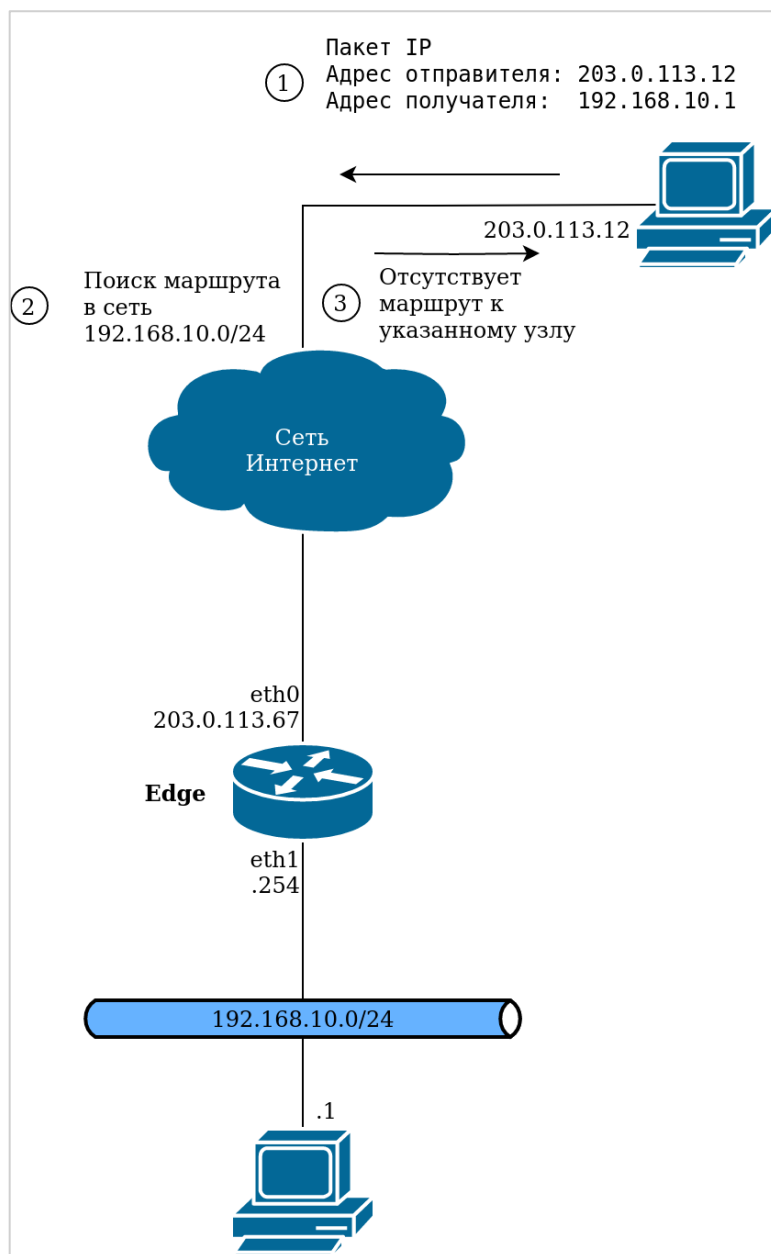 1
Пакет IP
Адрес отправителя: 203.0.113.12
Адрес получателя: 192.168.10.1
203.0.113.12
2
Поиск маршрута
в сеть
192.168.10.0/24
3
Отсутствует
маршрут к
указанному узлу
Сеть
Интернет
eth0
203.0.113.67
Edge
eth1
.254
192.168.10.0/24
.1